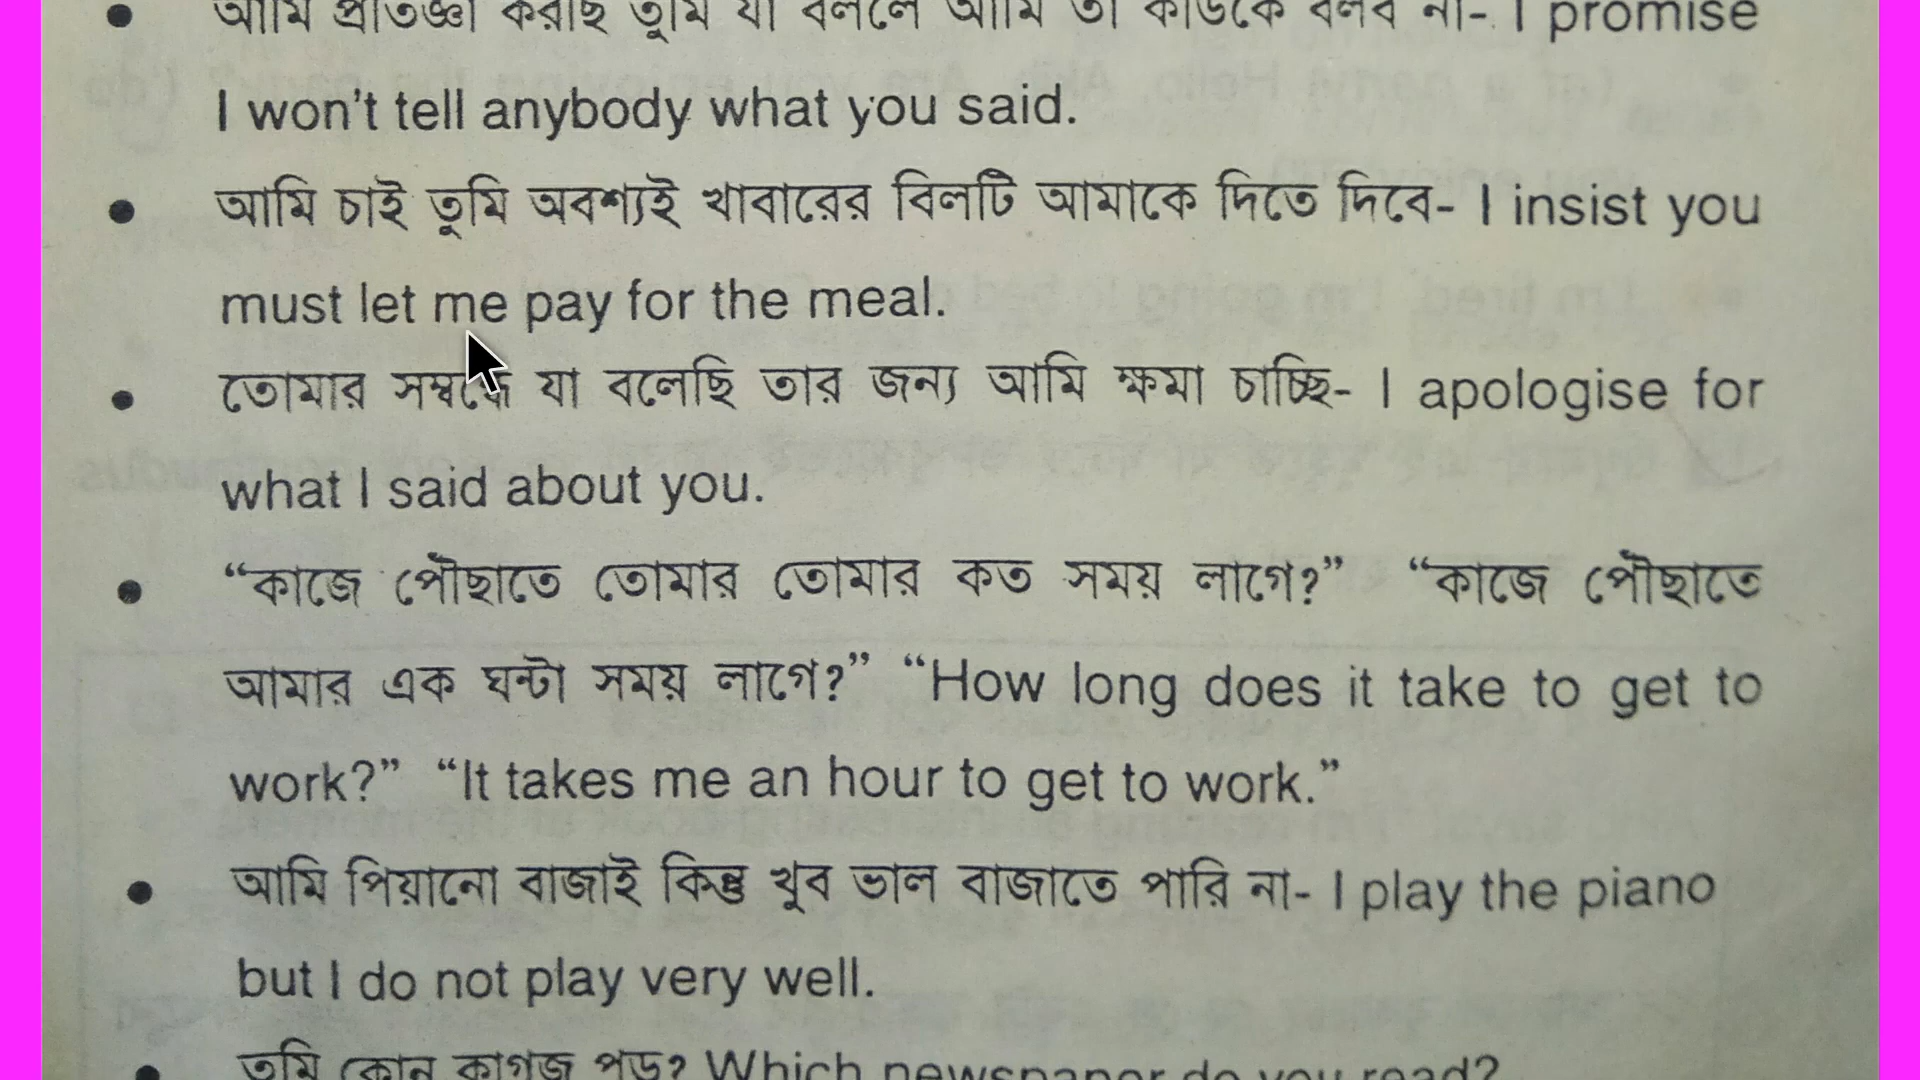 আমি প্রতিজ্ঞা করছি তুমি যা বললে আমি তা কাউকে বলব না- I promise
I won't tell anybody what you said.
আমি চাই তুমি অবশ্যই খাবারের বিলটি আমাকে দিতে দিবে- I insist you
must let me pay for the meal.
তোমার সম্বন্ধে যা বলেছি তার জন্য আমি ক্ষমা চাচ্ছি- I apologise for
what I said about you.
“কাজে পৌছাতে তোমার তোমার কত সময় লাগে?” “কাজে পৌছাতে
আমার এক ঘন্টা সময় লাগে?” “How long does it take to get to
work?” “It takes me an hour to get to work.”
আমি পিয়ানো বাজাই কিন্তু খুব ভাল বাজাতে পারি না- I play the piano
but I do not play very well.
তুমি কোন কাগজ পড়? Which newspaper do you read?